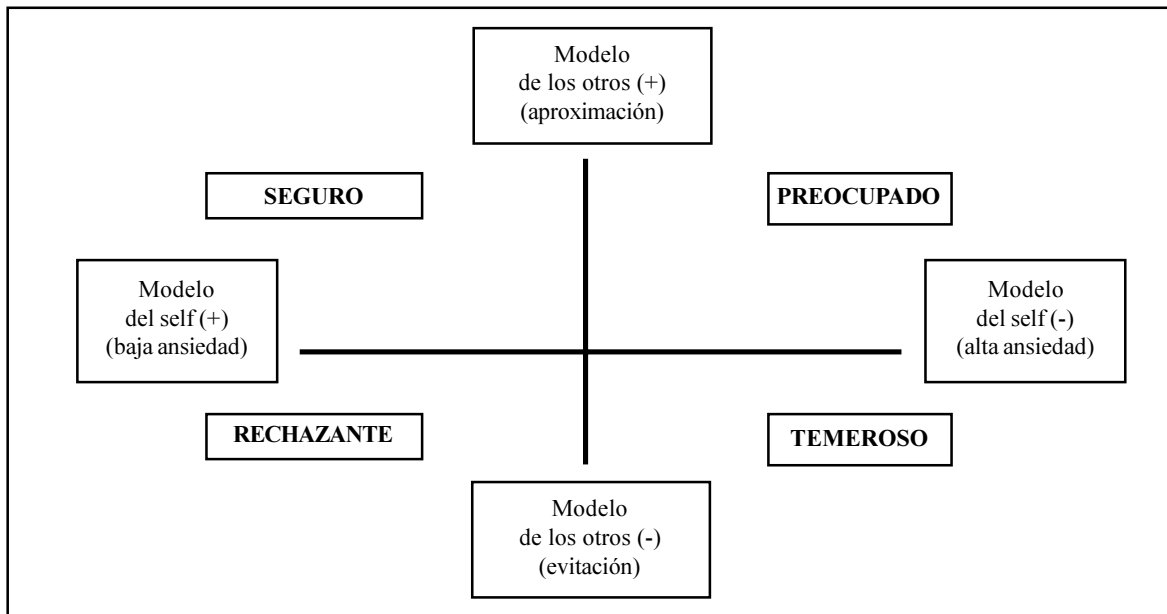 Modelo
de los otros (+)
(aproximación)
SEGURO
PREOCUPADO
Modelo
del self (+)
(baja ansiedad)
Modelo
del self (-)
(alta ansiedad)
RECHAZANTE
TEMEROSO
Modelo
de los otros (-)
(evitación)